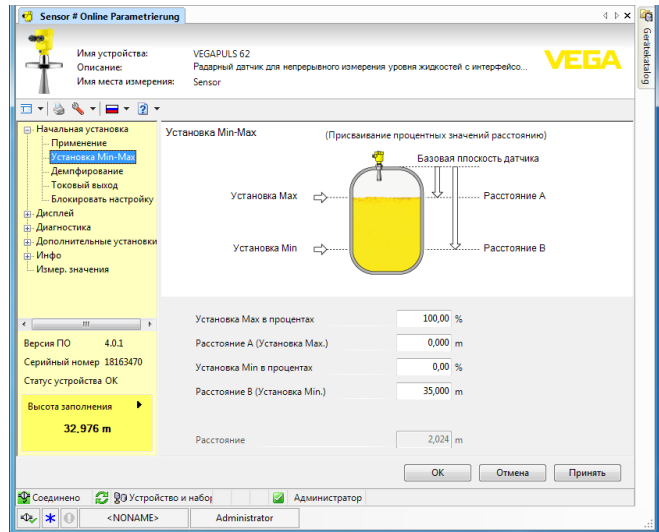 Sensor # Online Parametrierung
Gerätekatalog
Имя устройства: VEGAPULS 62
Описание: Радарный датчик для непрерывного измерения уровня жидкостей с интерфейсо...
Имя места измерения: Sensor
VEGA
Начальная установка
Применение
Установка Min-Max
Демпфирование
Токовый выход
Блокировать настройку
Дисплей
Диагностика
Дополнительные установки
Инфо
Измер. значения
Версия ПО 4.0.1
Серийный номер 18163470
Статус устройства OK
Высота заполнения
32,976 m
Установка Min-Max (Присваивание процентных значений расстоянию)
Базовая плоскость датчика
Установка Max Расстояние A
Установка Min Расстояние B
Установка Max в процентах 100,00 %
Расстояние A (Установка Max.) 0,000 m
Установка Min в процентах 0,00 %
Расстояние B (Установка Min.) 35,000 m
Расстояние 2,024 m
OK Отмена Принять
Соединено Устройство и набор Администратор
<NONAME> Administrator